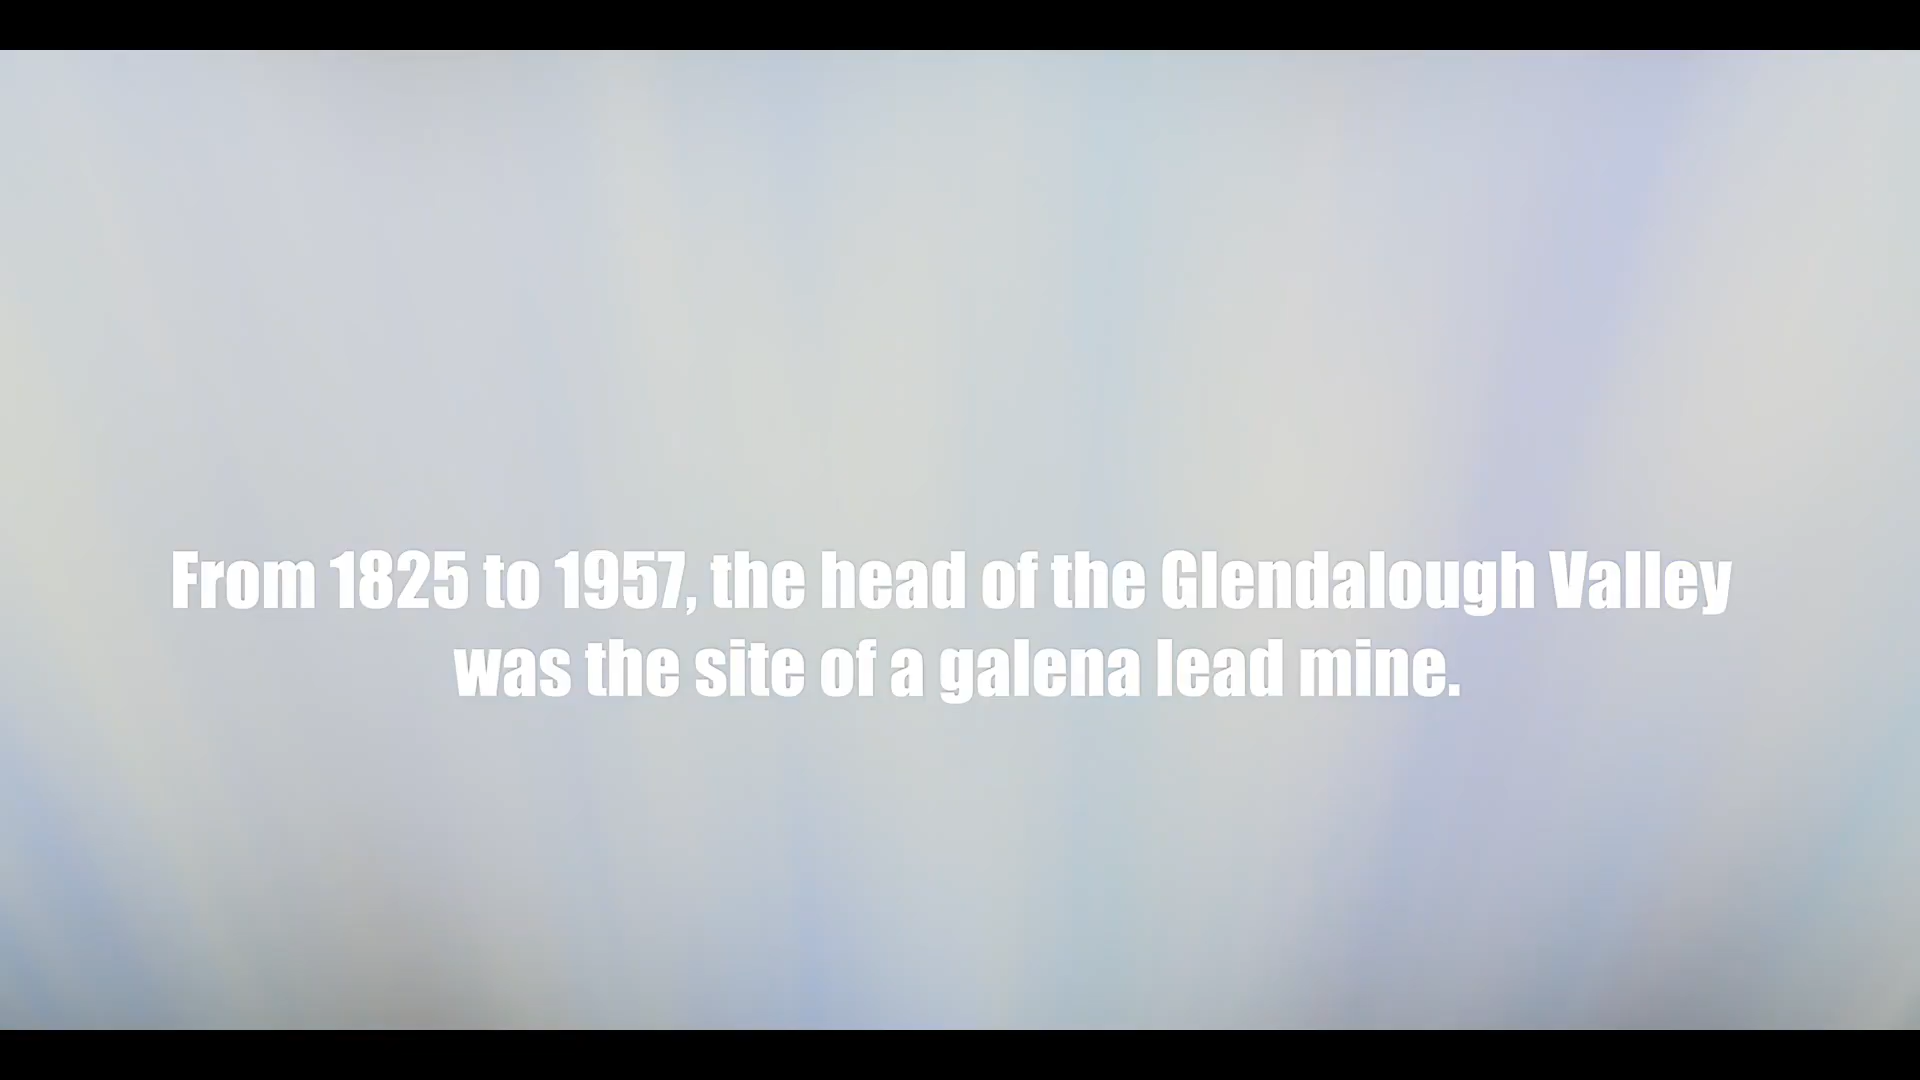 From 1825 to 1957, the head of the Glendalough Valley
was the site of a galena lead mine.